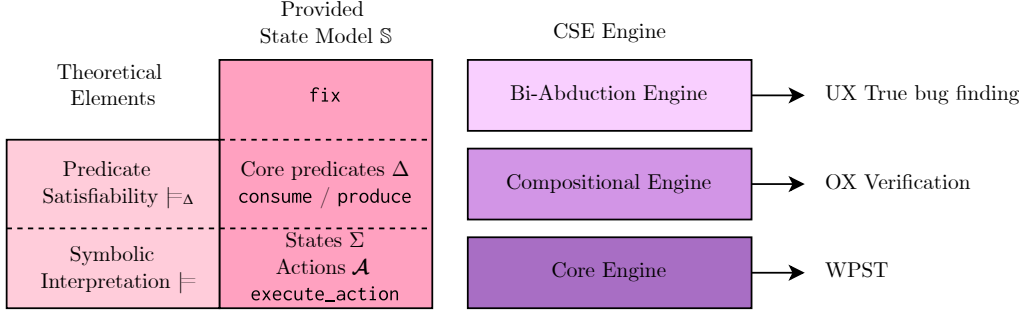 Provided
State Model 𝕊
CSE Engine
Theoretical
Elements
fix
Bi-Abduction Engine
UX True bug finding
Predicate
Satisfiability ⊨Δ
Core predicates Δ
consume / produce
Compositional Engine
OX Verification
Symbolic
Interpretation ⊨
States Σ
Actions 𝓐
execute_action
Core Engine
WPST